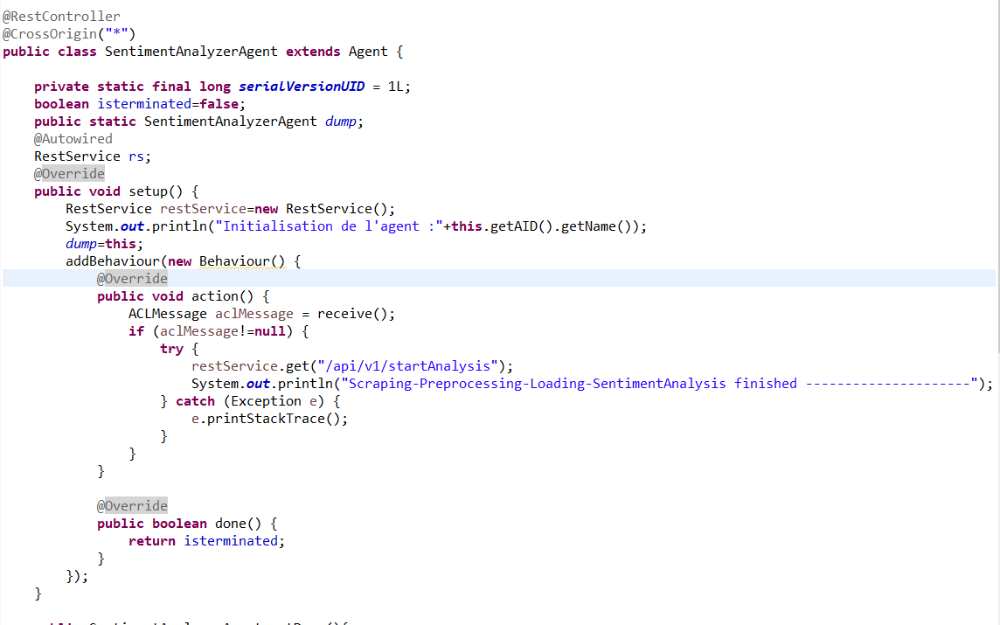 @RestController
@CrossOrigin("*")
public class SentimentAnalyzerAgent extends Agent {
private static final long serialVersionUID = 1L;
boolean isterminated=false;
public static SentimentAnalyzerAgent dump;
@Autowired
RestService rs;
@Override
public void setup() {
RestService restService=new RestService();
System.out.println("Initialisation de l'agent :"+this.getAID().getName());
dump=this;
addBehaviour(new Behaviour() {
@Override
public void action() {
ACLMessage aclMessage = receive();
if (aclMessage!=null) {
try {
restService.get("/api/v1/startAnalysis");
System.out.println("Scraping-Preprocessing-Loading-SentimentAnalysis finished ---------------------");
} catch (Exception e) {
e.printStackTrace();
}
}
}
@Override
public boolean done() {
return isterminated;
}
});
}